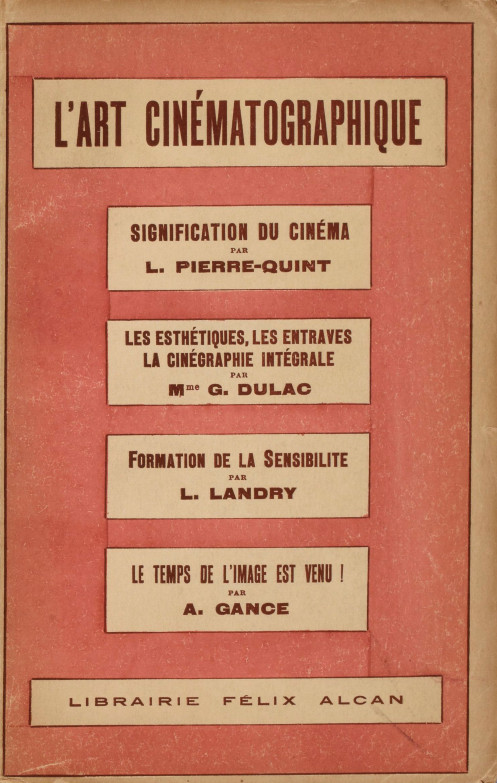 L'ART CINÉMATOGRAPHIQUE
SIGNIFICATION DU CINÉMA
PAR
L. PIERRE-QUINT
LES ESTHÉTIQUES, LES ENTRAVES
LA CINÉGRAPHIE INTÉGRALE
PAR
Mme G. DULAC
FORMATION DE LA SENSIBILITE
PAR
L. LANDRY
LE TEMPS DE L'IMAGE EST VENU !
PAR
A. GANCE
LIBRAIRIE FÉLIX ALCAN